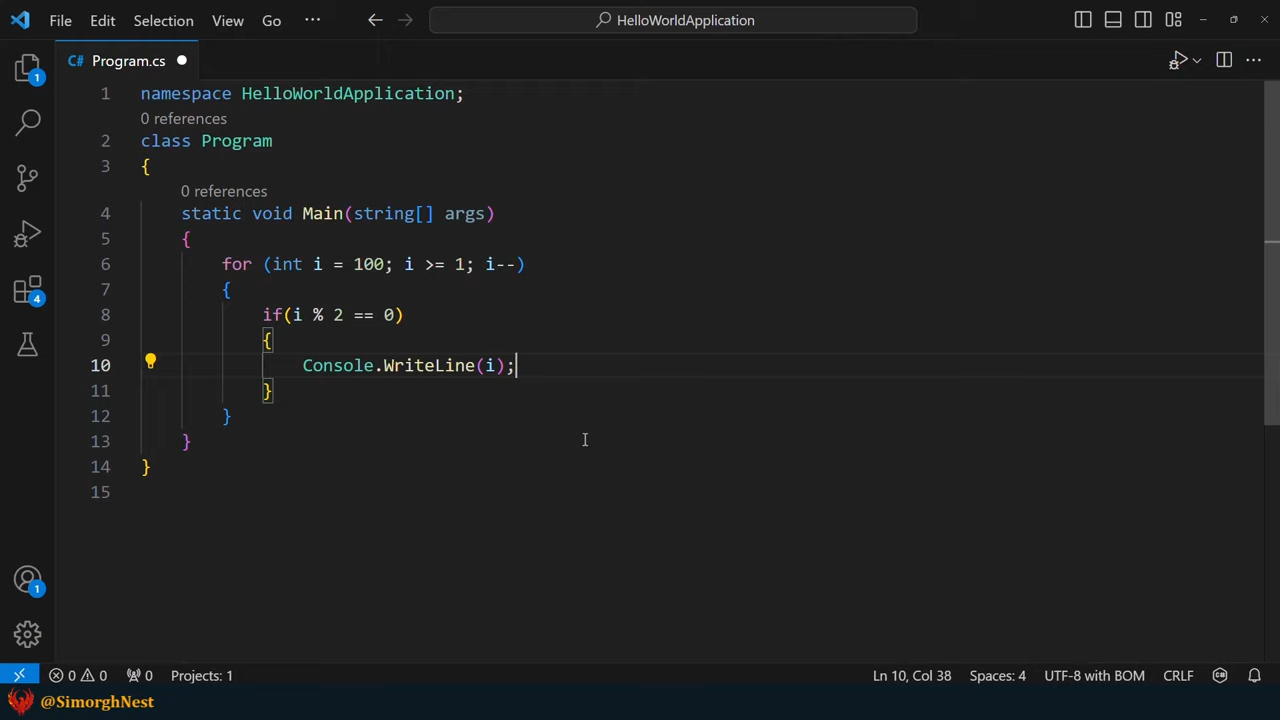 File Edit Selection View Go ··· HelloWorldApplication
C# Program.cs
1 namespace HelloWorldApplication;
0 references
2 class Program
3 {
0 references
4 static void Main(string[] args)
5 {
6 for (int i = 100; i >= 1; i--)
7 {
8 if(i % 2 == 0)
9 {
10 Console.WriteLine(i);
11 }
12 }
13 }
14 }
15
1
4
1
0 0 0 Projects: 1 Ln 10, Col 38 Spaces: 4 UTF-8 with BOM CRLF
@SimorghNest